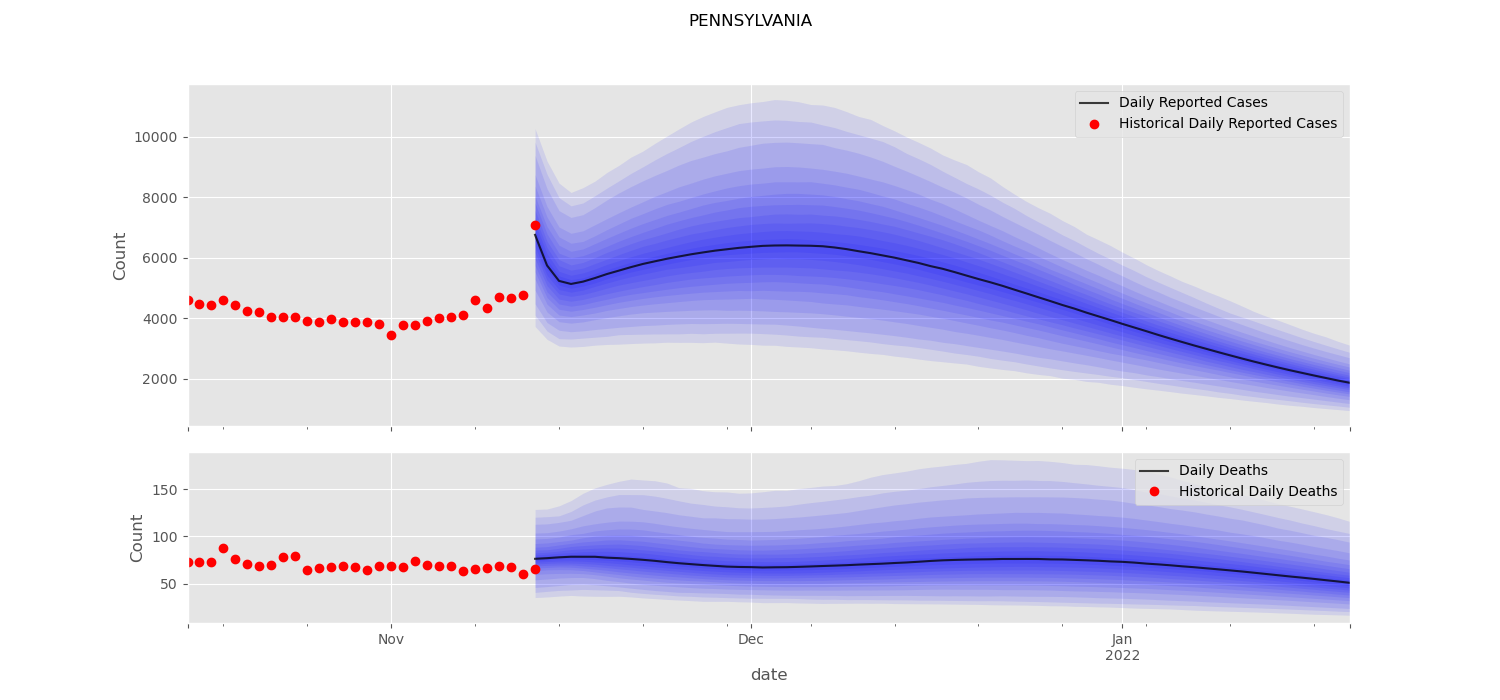 PENNSYLVANIA
Daily Reported Cases
Historical Daily Reported Cases
10000
8000
6000
4000
2000
Count
Daily Deaths
Historical Daily Deaths
150
100
50
Count
Nov
Dec
Jan
2022
date